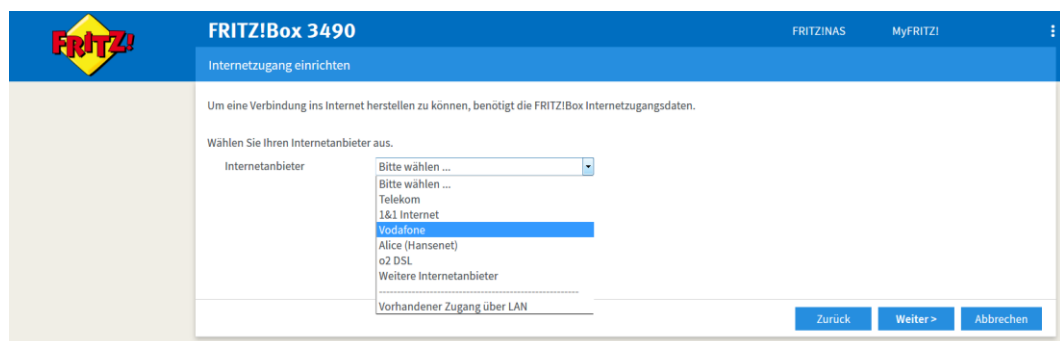 FRITZ!
FRITZ!Box 3490
FRITZ!NAS
MyFRITZ!
Internetzugang einrichten
Um eine Verbindung ins Internet herstellen zu können, benötigt die FRITZ!Box Internetzugangsdaten.
Wählen Sie Ihren Internetanbieter aus.
Internetanbieter Bitte wählen ...
Bitte wählen ...
Telekom
1&1 Internet
Vodafone
Alice (Hansenet)
o2 DSL
Weitere Internetanbieter
Vorhandener Zugang über LAN
Zurück Weiter > Abbrechen